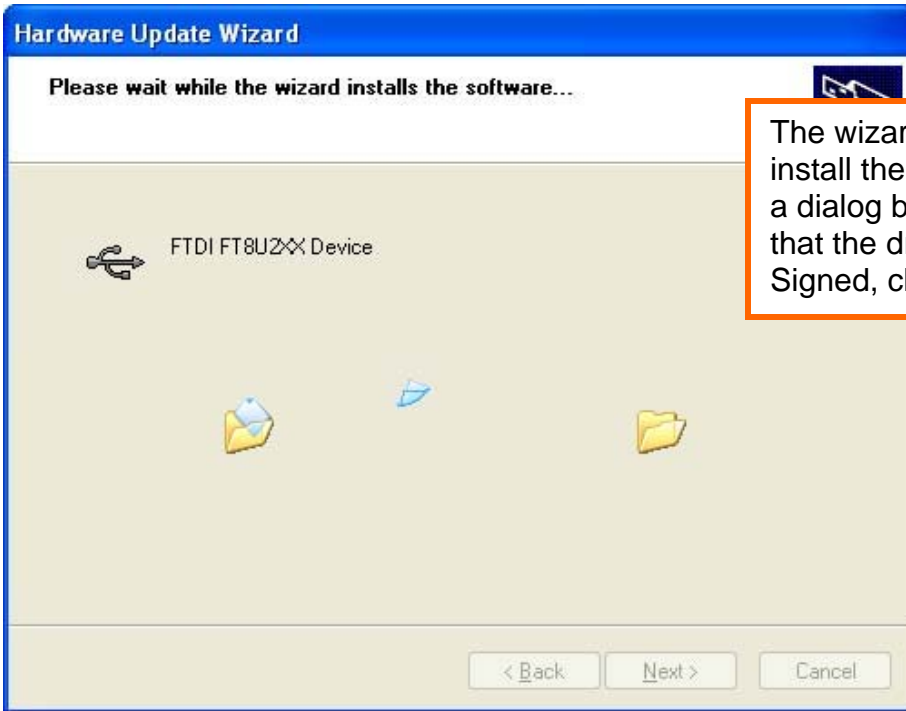 Hardware Update Wizard
Please wait while the wizard installs the software...
The
install the
a dialog
that the
Signed,
FTDI FT8U2XX Device
< Back
Next >
Cancel